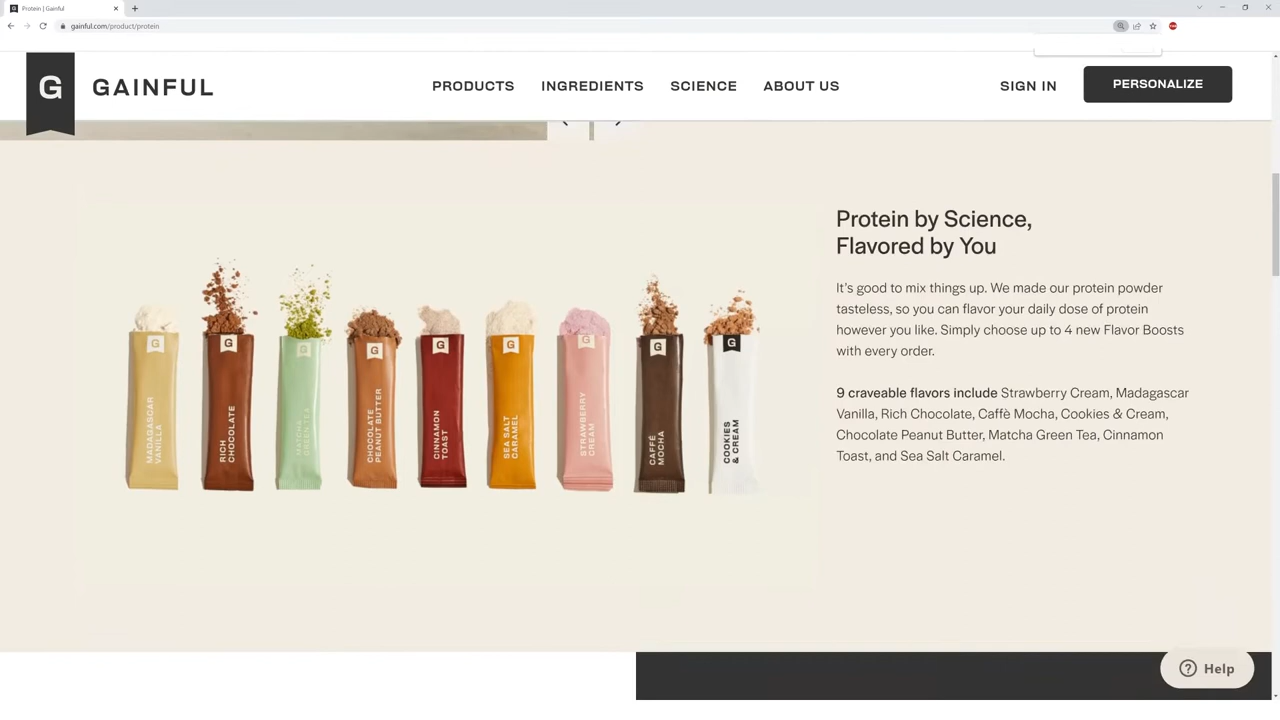 Protein | Gainful
gainful.com/product/protein
G GAINFUL
PRODUCTS INGREDIENTS SCIENCE ABOUT US
SIGN IN
PERSONALIZE
G
MADAGASCAR
VANILLA
G
RICH
CHOCOLATE
G
MATCHA
GREEN TEA
G
CHOCOLATE
PEANUT BUTTER
G
CINNAMON
TOAST
G
SEA SALT
CARAMEL
G
STRAWBERRY
CREAM
G
CAFFÉ
MOCHA
G
COOKIES
& CREAM
Protein by Science,
Flavored by You
It's good to mix things up. We made our protein powder
tasteless, so you can flavor your daily dose of protein
however you like. Simply choose up to 4 new Flavor Boosts
with every order.
9 craveable flavors include Strawberry Cream, Madagascar
Vanilla, Rich Chocolate, Caffè Mocha, Cookies & Cream,
Chocolate Peanut Butter, Matcha Green Tea, Cinnamon
Toast, and Sea Salt Caramel.
? Help